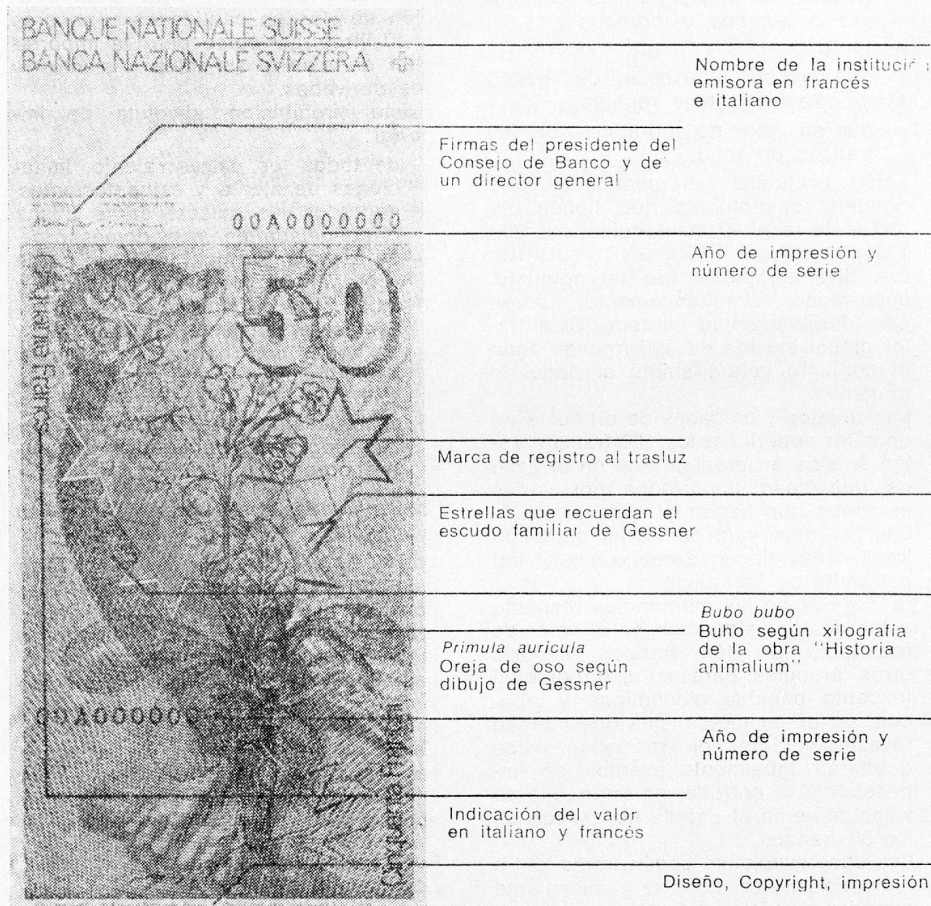 BANQUE NATIONALE SUISSE
BANCA NAZIONALE SVIZZERA
Nombre de la institució
emisora en francés
e italiano
Firmas del presidente del
Consejo de Banco y de
un director general
00A0000000
Año de impresión y
número de serie
50
Cinquanta franchi
Cinquante francs
Marca de registro al trasluz
Estrellas que recuerdan el
escudo familiar de Gessner
Primula auricula
Oreja de oso según
dibujo de Gessner
Bubo bubo
Buho según xilografía
de la obra "Historia
animalium"
00A000000
Año de impresión y
número de serie
Indicación del valor
en italiano y francés
Diseño, Copyright, impresión